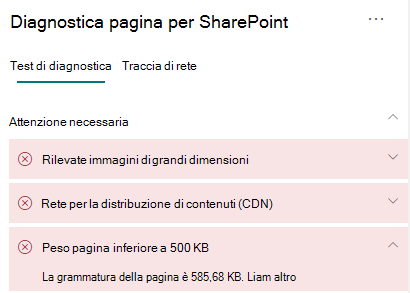 Diagnostica pagina per SharePoint
Test di diagnostica Traccia di rete
Attenzione necessaria
Rilevate immagini di grandi dimensioni
Rete per la distribuzione di contenuti (CDN)
Peso pagina inferiore a 500 KB
La grammatura della pagina è 585,68 KB. Liam altro